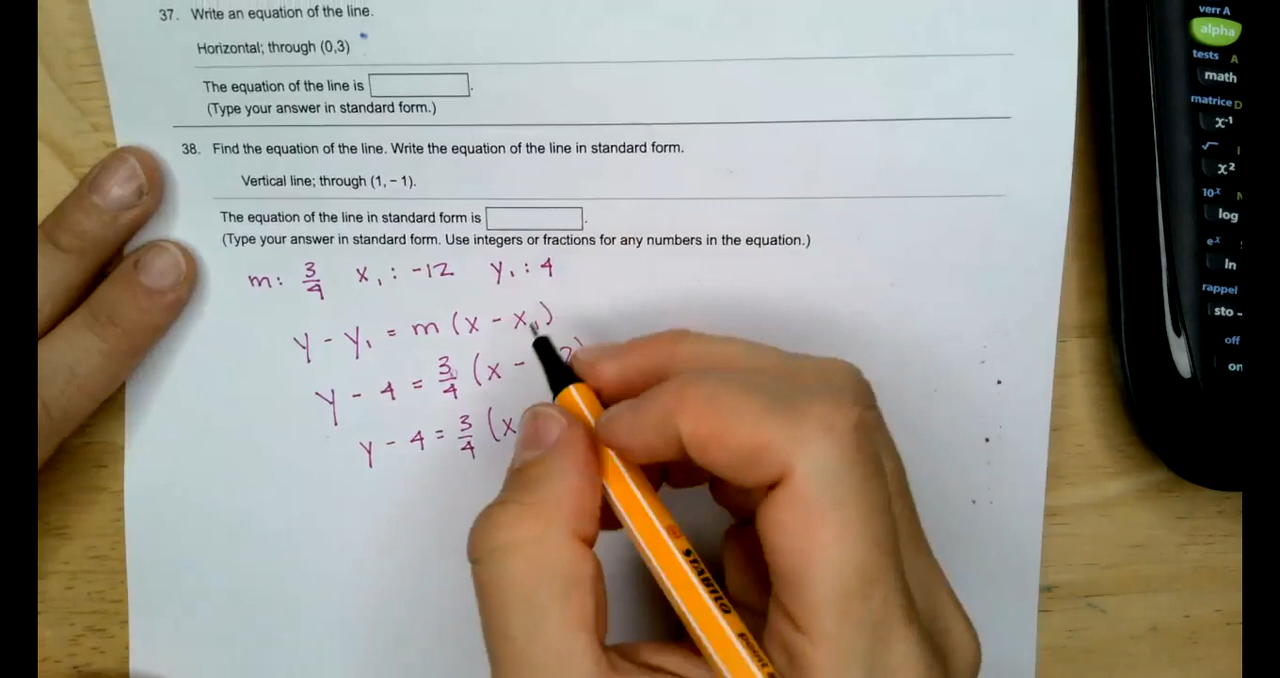 37. Write an equation of the line.
Horizontal; through (0,3)
The equation of the line is
(Type your answer in standard form.)
38. Find the equation of the line. Write the equation of the line in standard form.
Vertical line; through (1, − 1).
The equation of the line in standard form is .
(Type your answer in standard form. Use integers or fractions for any numbers in the equation.)
m: 3/4 x₁: -12 y₁: 4
y - y₁ = m (x - x₁)
y - 4 = 3/4 (x -
y - 4 = 3/4 (x
verr A
alpha
tests A
math
matrice D
x⁻¹
√
x²
10ˣ
log
eˣ
ln
rappel
sto
off
on
STABILO
point